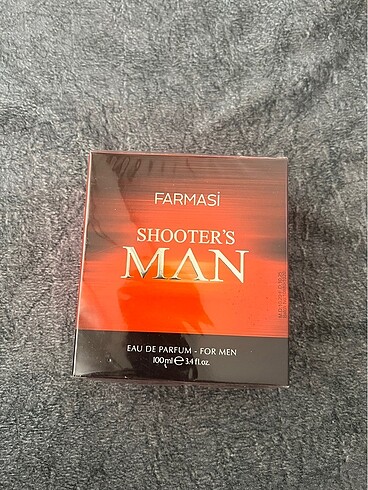 FARMASİ
SHOOTER'S
MAN
EAU DE PARFUM - FOR MEN
100ml ℮ 3.4 fl.oz.